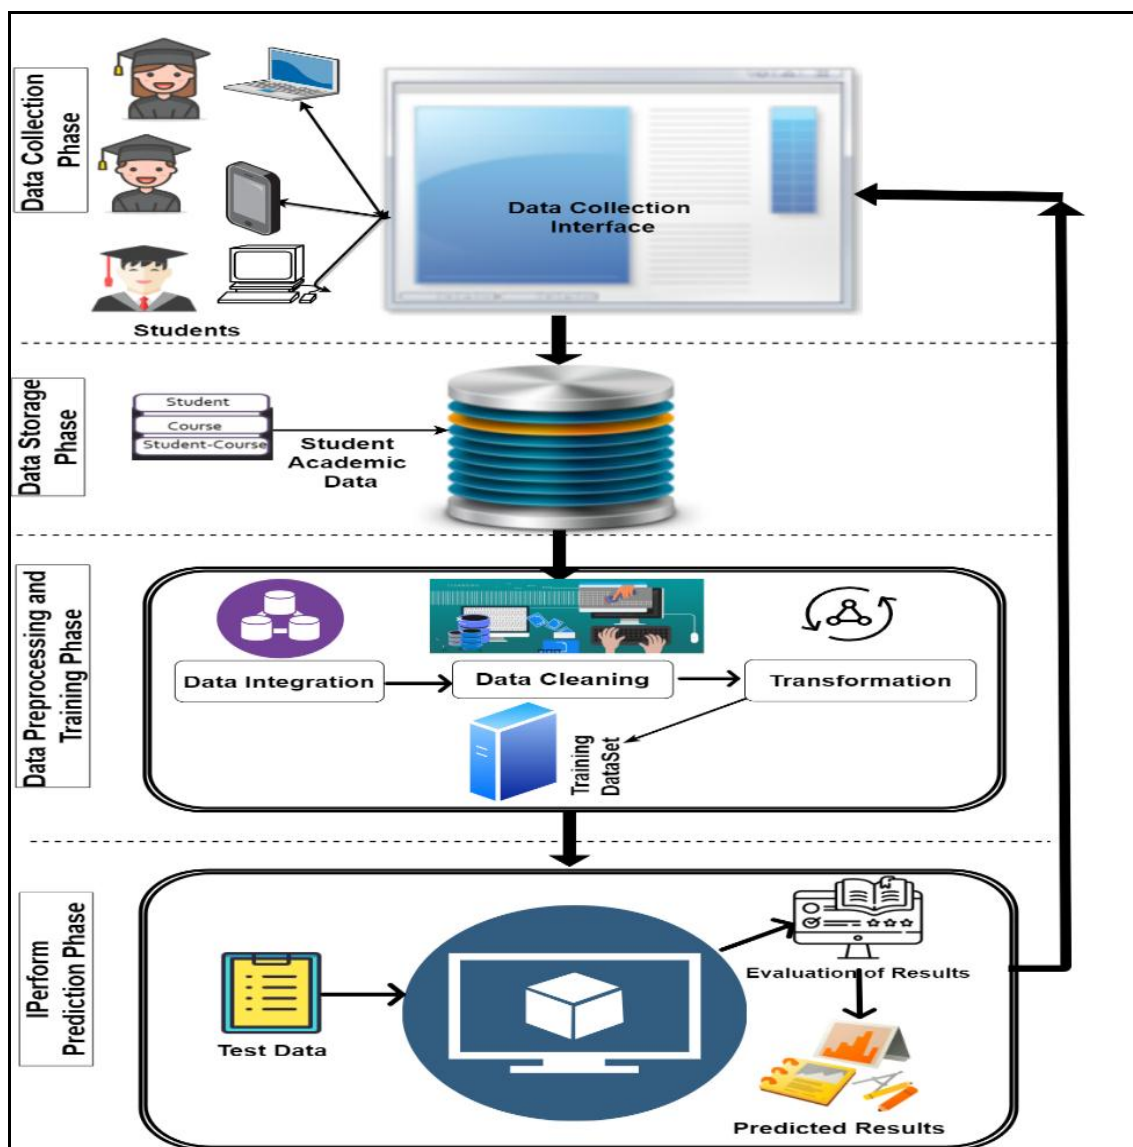 Data Collection
Phase
Data Collection
Interface
Students
Data Storage
Phase
Student
Course
Student-Course
Student
Academic
Data
Data Preprocessing and
Training Phase
Data Integration
Data Cleaning
Transformation
Training
DataSet
IPerform
Prediction Phase
Test Data
Evaluation of Results
Predicted Results